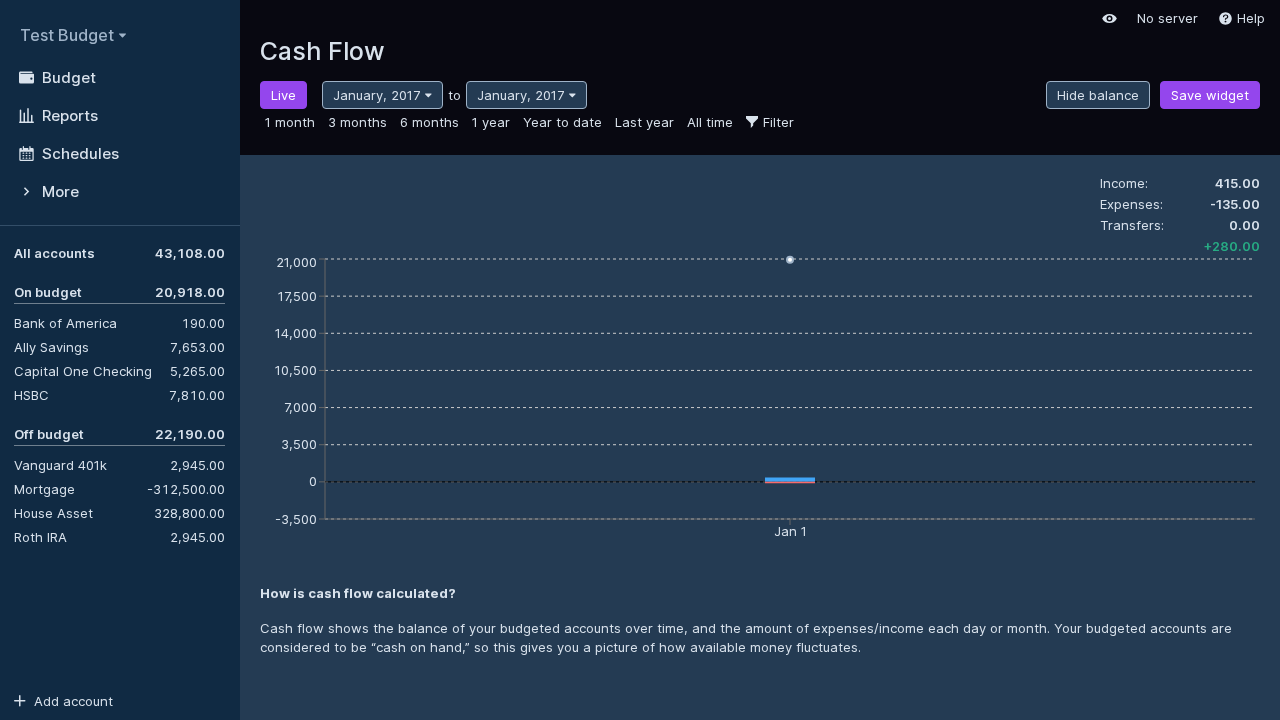 Test Budget
Budget
Reports
Schedules
More
All accounts 43,108.00
On budget 20,918.00
Bank of America 190.00
Ally Savings 7,653.00
Capital One Checking 5,265.00
HSBC 7,810.00
Off budget 22,190.00
Vanguard 401k 2,945.00
Mortgage -312,500.00
House Asset 328,800.00
Roth IRA 2,945.00
Add account
No server Help
Cash Flow
Live January, 2017 to January, 2017 Hide balance Save widget
1 month 3 months 6 months 1 year Year to date Last year All time Filter
Income: 415.00
Expenses: -135.00
Transfers: 0.00
+280.00
21,000
17,500
14,000
10,500
7,000
3,500
0
-3,500
Jan 1
How is cash flow calculated?
Cash flow shows the balance of your budgeted accounts over time, and the amount of expenses/income each day or month. Your budgeted accounts are
considered to be “cash on hand,” so this gives you a picture of how available money fluctuates.